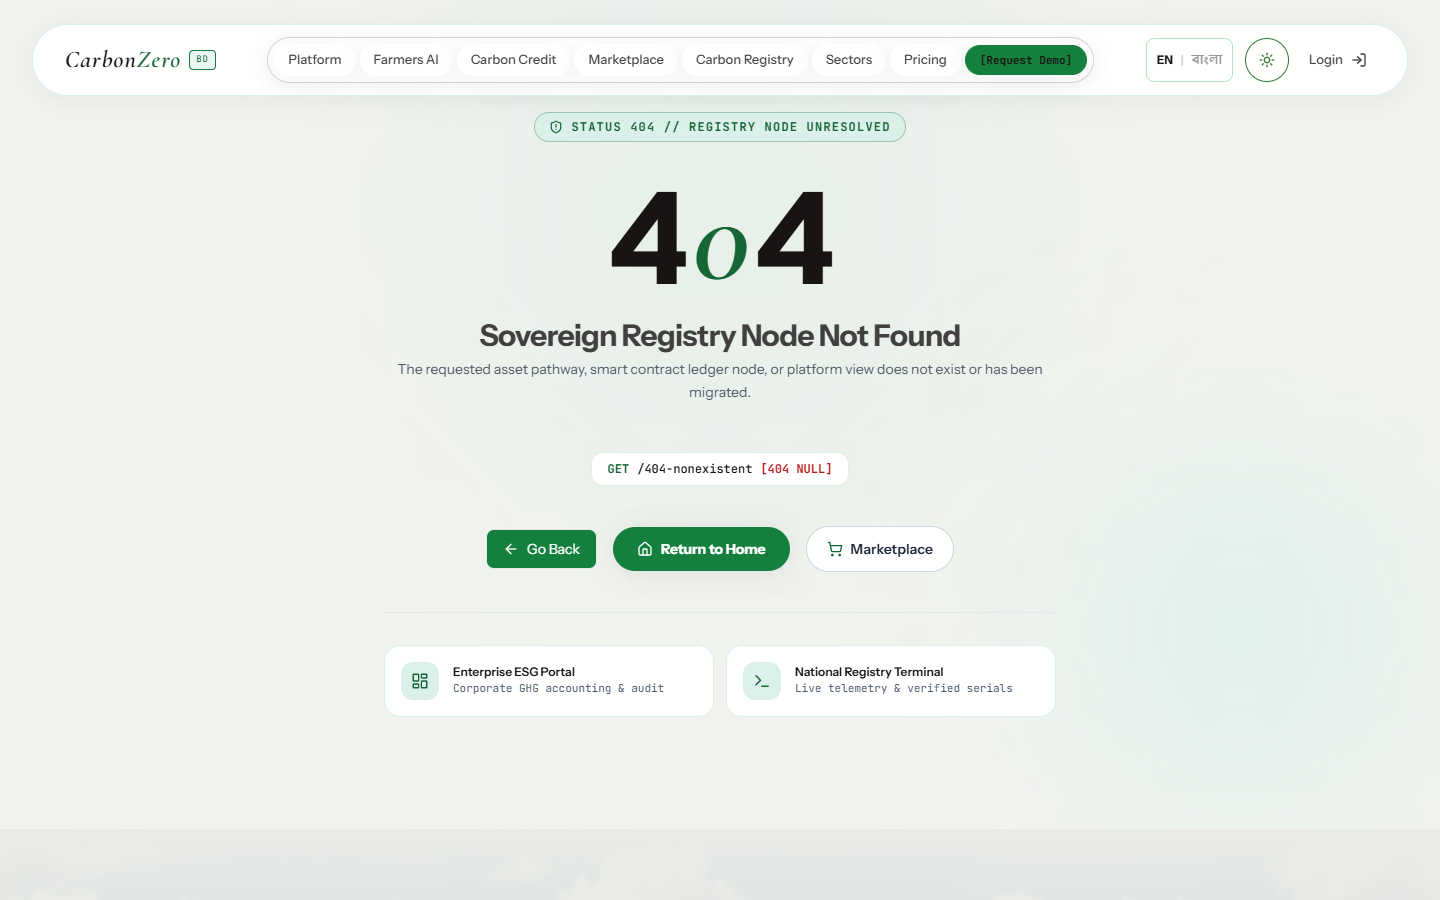 CarbonZero BD
Platform Farmers AI Carbon Credit Marketplace Carbon Registry Sectors Pricing [Request Demo]
EN | বাংলা
Login
STATUS 404 // REGISTRY NODE UNRESOLVED
404
Sovereign Registry Node Not Found
The requested asset pathway, smart contract ledger node, or platform view does not exist or has been
migrated.
GET /404-nonexistent [404 NULL]
Go Back
Return to Home
Marketplace
Enterprise ESG Portal
Corporate GHG accounting & audit
National Registry Terminal
Live telemetry & verified serials